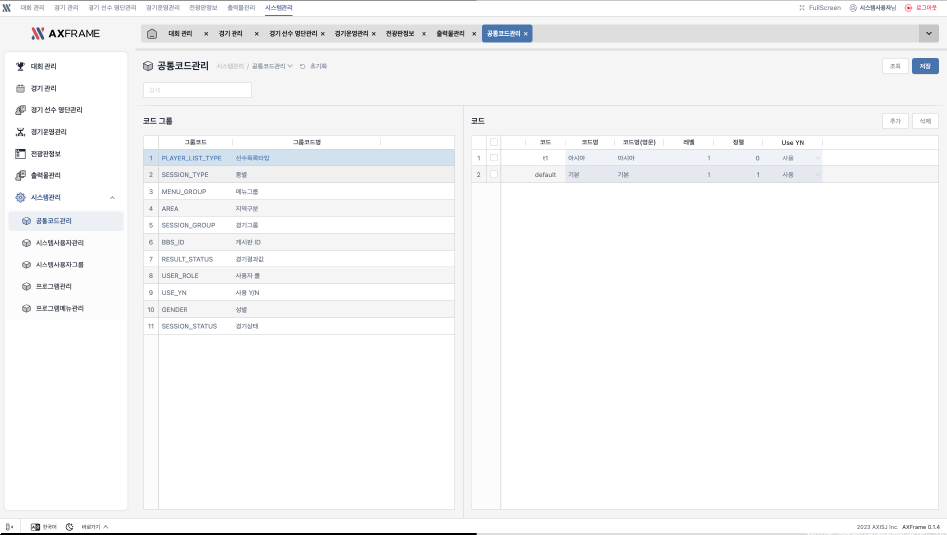 대회 관리 경기 관리 경기 선수 명단관리 경기운영관리 전광판정보 출력물관리 시스템관리 FullScreen 시스템사용자님 로그아웃
AXFRAME
대회 관리 경기 관리 경기 선수 명단관리 경기운영관리 전광판정보 출력물관리 공통코드관리
대회 관리
경기 관리
경기 선수 명단관리
경기운영관리
전광판정보
출력물관리
시스템관리
공통코드관리
시스템사용자관리
시스템사용자그룹
프로그램관리
프로그램메뉴관리
공통코드관리 시스템관리 / 공통코드관리 초기화 조회 저장
검색
코드 그룹
그룹코드 그룹코드명
1 PLAYER_LIST_TYPE 선수목록타입
2 SESSION_TYPE 종별
3 MENU_GROUP 메뉴그룹
4 AREA 지역구분
5 SESSION_GROUP 경기그룹
6 BBS_ID 게시판 ID
7 RESULT_STATUS 경기결과값
8 USER_ROLE 사용자 롤
9 USE_YN 사용 Y/N
10 GENDER 성별
11 SESSION_STATUS 경기상태
코드 추가 삭제
코드 코드명 코드명(영문) 레벨 정렬 Use YN
1 t1 아시아 아시아 1 0 사용
2 default 기본 기본 1 1 사용
한국어 바로가기 2023 AXISJ Inc. AXFrame 0.1.4